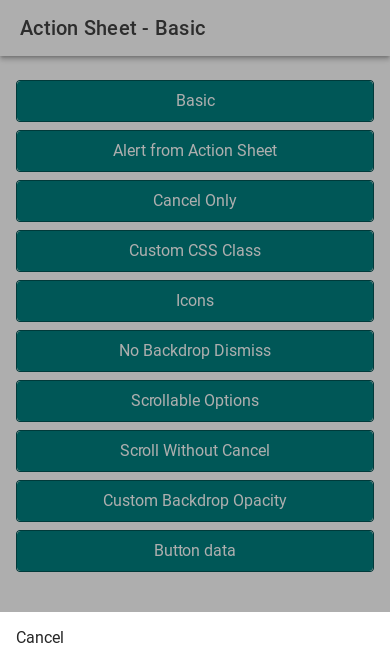 Action Sheet - Basic
Basic
Alert from Action Sheet
Cancel Only
Custom CSS Class
Icons
No Backdrop Dismiss
Scrollable Options
Scroll Without Cancel
Custom Backdrop Opacity
Button data
Cancel